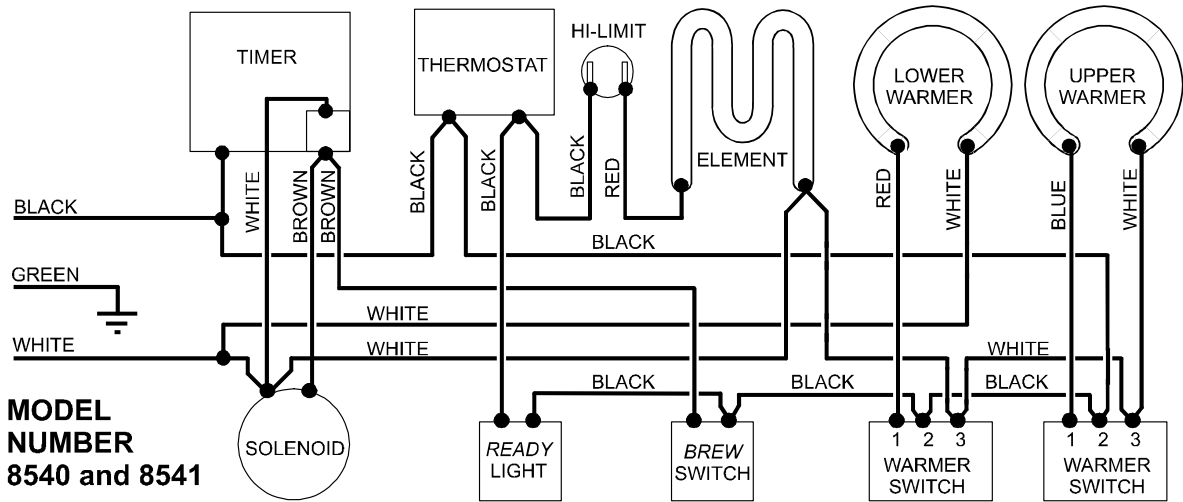 TIMER
THERMOSTAT
HI-LIMIT
ELEMENT
LOWER
WARMER
UPPER
WARMER
BLACK
WHITE
BROWN
BROWN
BLACK
BLACK
BLACK
RED
RED
WHITE
BLUE
WHITE
BLACK
GREEN
WHITE
WHITE
WHITE
WHITE
BLACK
BLACK
BLACK
MODEL
NUMBER
8540 and 8541
SOLENOID
READY
LIGHT
BREW
SWITCH
1 2 3
WARMER
SWITCH
1 2 3
WARMER
SWITCH